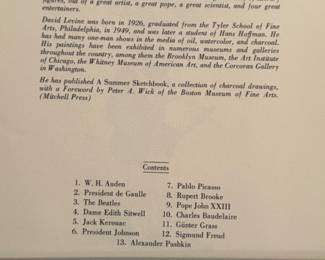 figures, out of a great artist, a great pope, a great scientist, and four great
entertainers.
David Levine was born in 1926, graduated from the Tyler School of Fine
Arts, Philadelphia, in 1949, and was later a student of Hans Hoffman. He
has had many one-man shows in the media of oil, watercolor, and charcoal.
His paintings have been exhibited in numerous museums and galleries
throughout the country, among them the Brooklyn Museum, the Art Institute
of Chicago, the Whitney Museum of American Art, and the Corcoran Gallery
in Washington.
He has published A Summer Sketchbook, a collection of charcoal drawings,
with a Foreword by Peter A. Wick of the Boston Museum of Fine Arts.
(Mitchell Press)
Contents
1. W. H. Auden
2. President de Gaulle
3. The Beatles
4. Dame Edith Sitwell
5. Jack Kerouac
6. President Johnson
7. Pablo Picasso
8. Rupert Brooke
9. Pope John XXIII
10. Charles Baudelaire
11. Günter Grass
12. Sigmund Freud
13. Alexander Pushkin